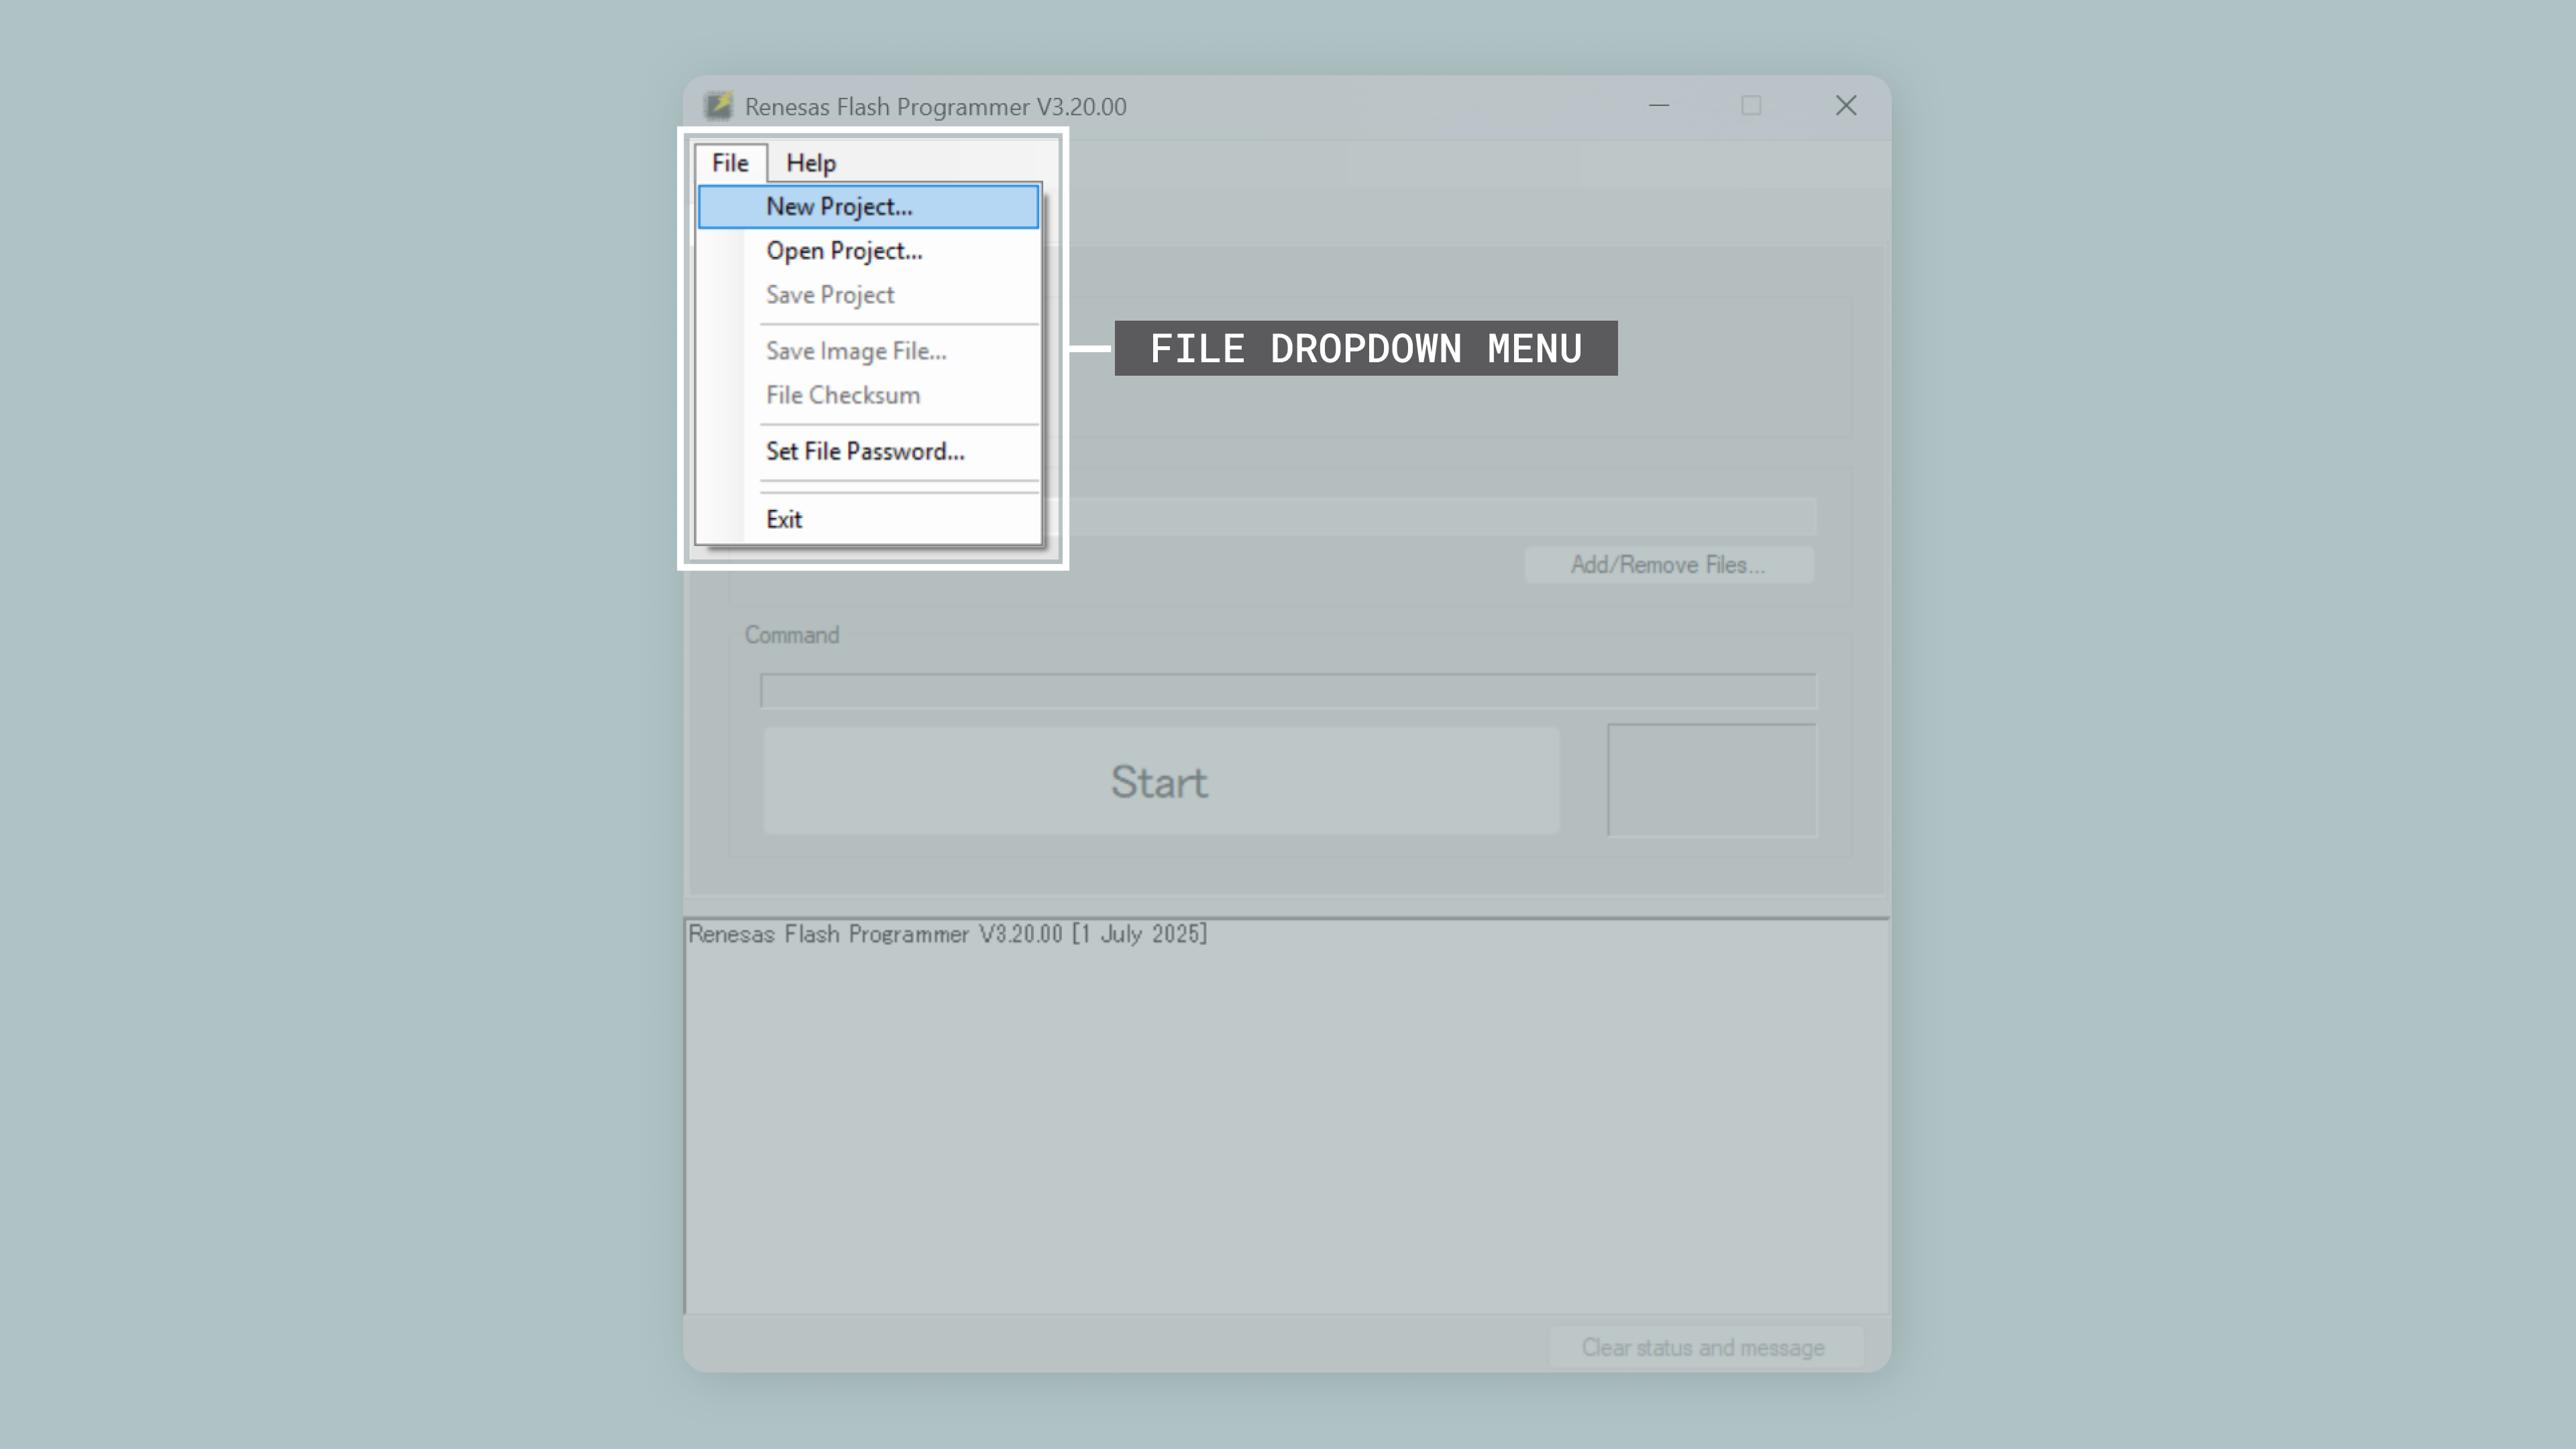 Renesas Flash Programmer V3.20.00
File Help
New Project...
Open Project...
Save Project
Save Image File...
File Checksum
Set File Password...
Exit
FILE DROPDOWN MENU
Add/Remove Files...
Command
Start
Renesas Flash Programmer V3.20.00 [1 July 2025]
Clear status and message